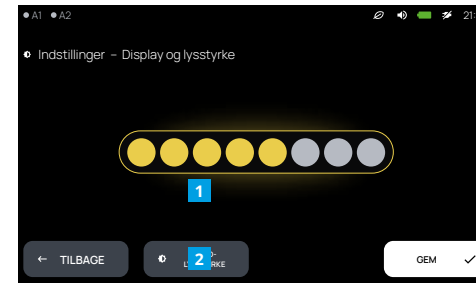 A1 A2 21:
Indstillinger – Display og lysstyrke
1
← TILBAGE
2
GEM ✓